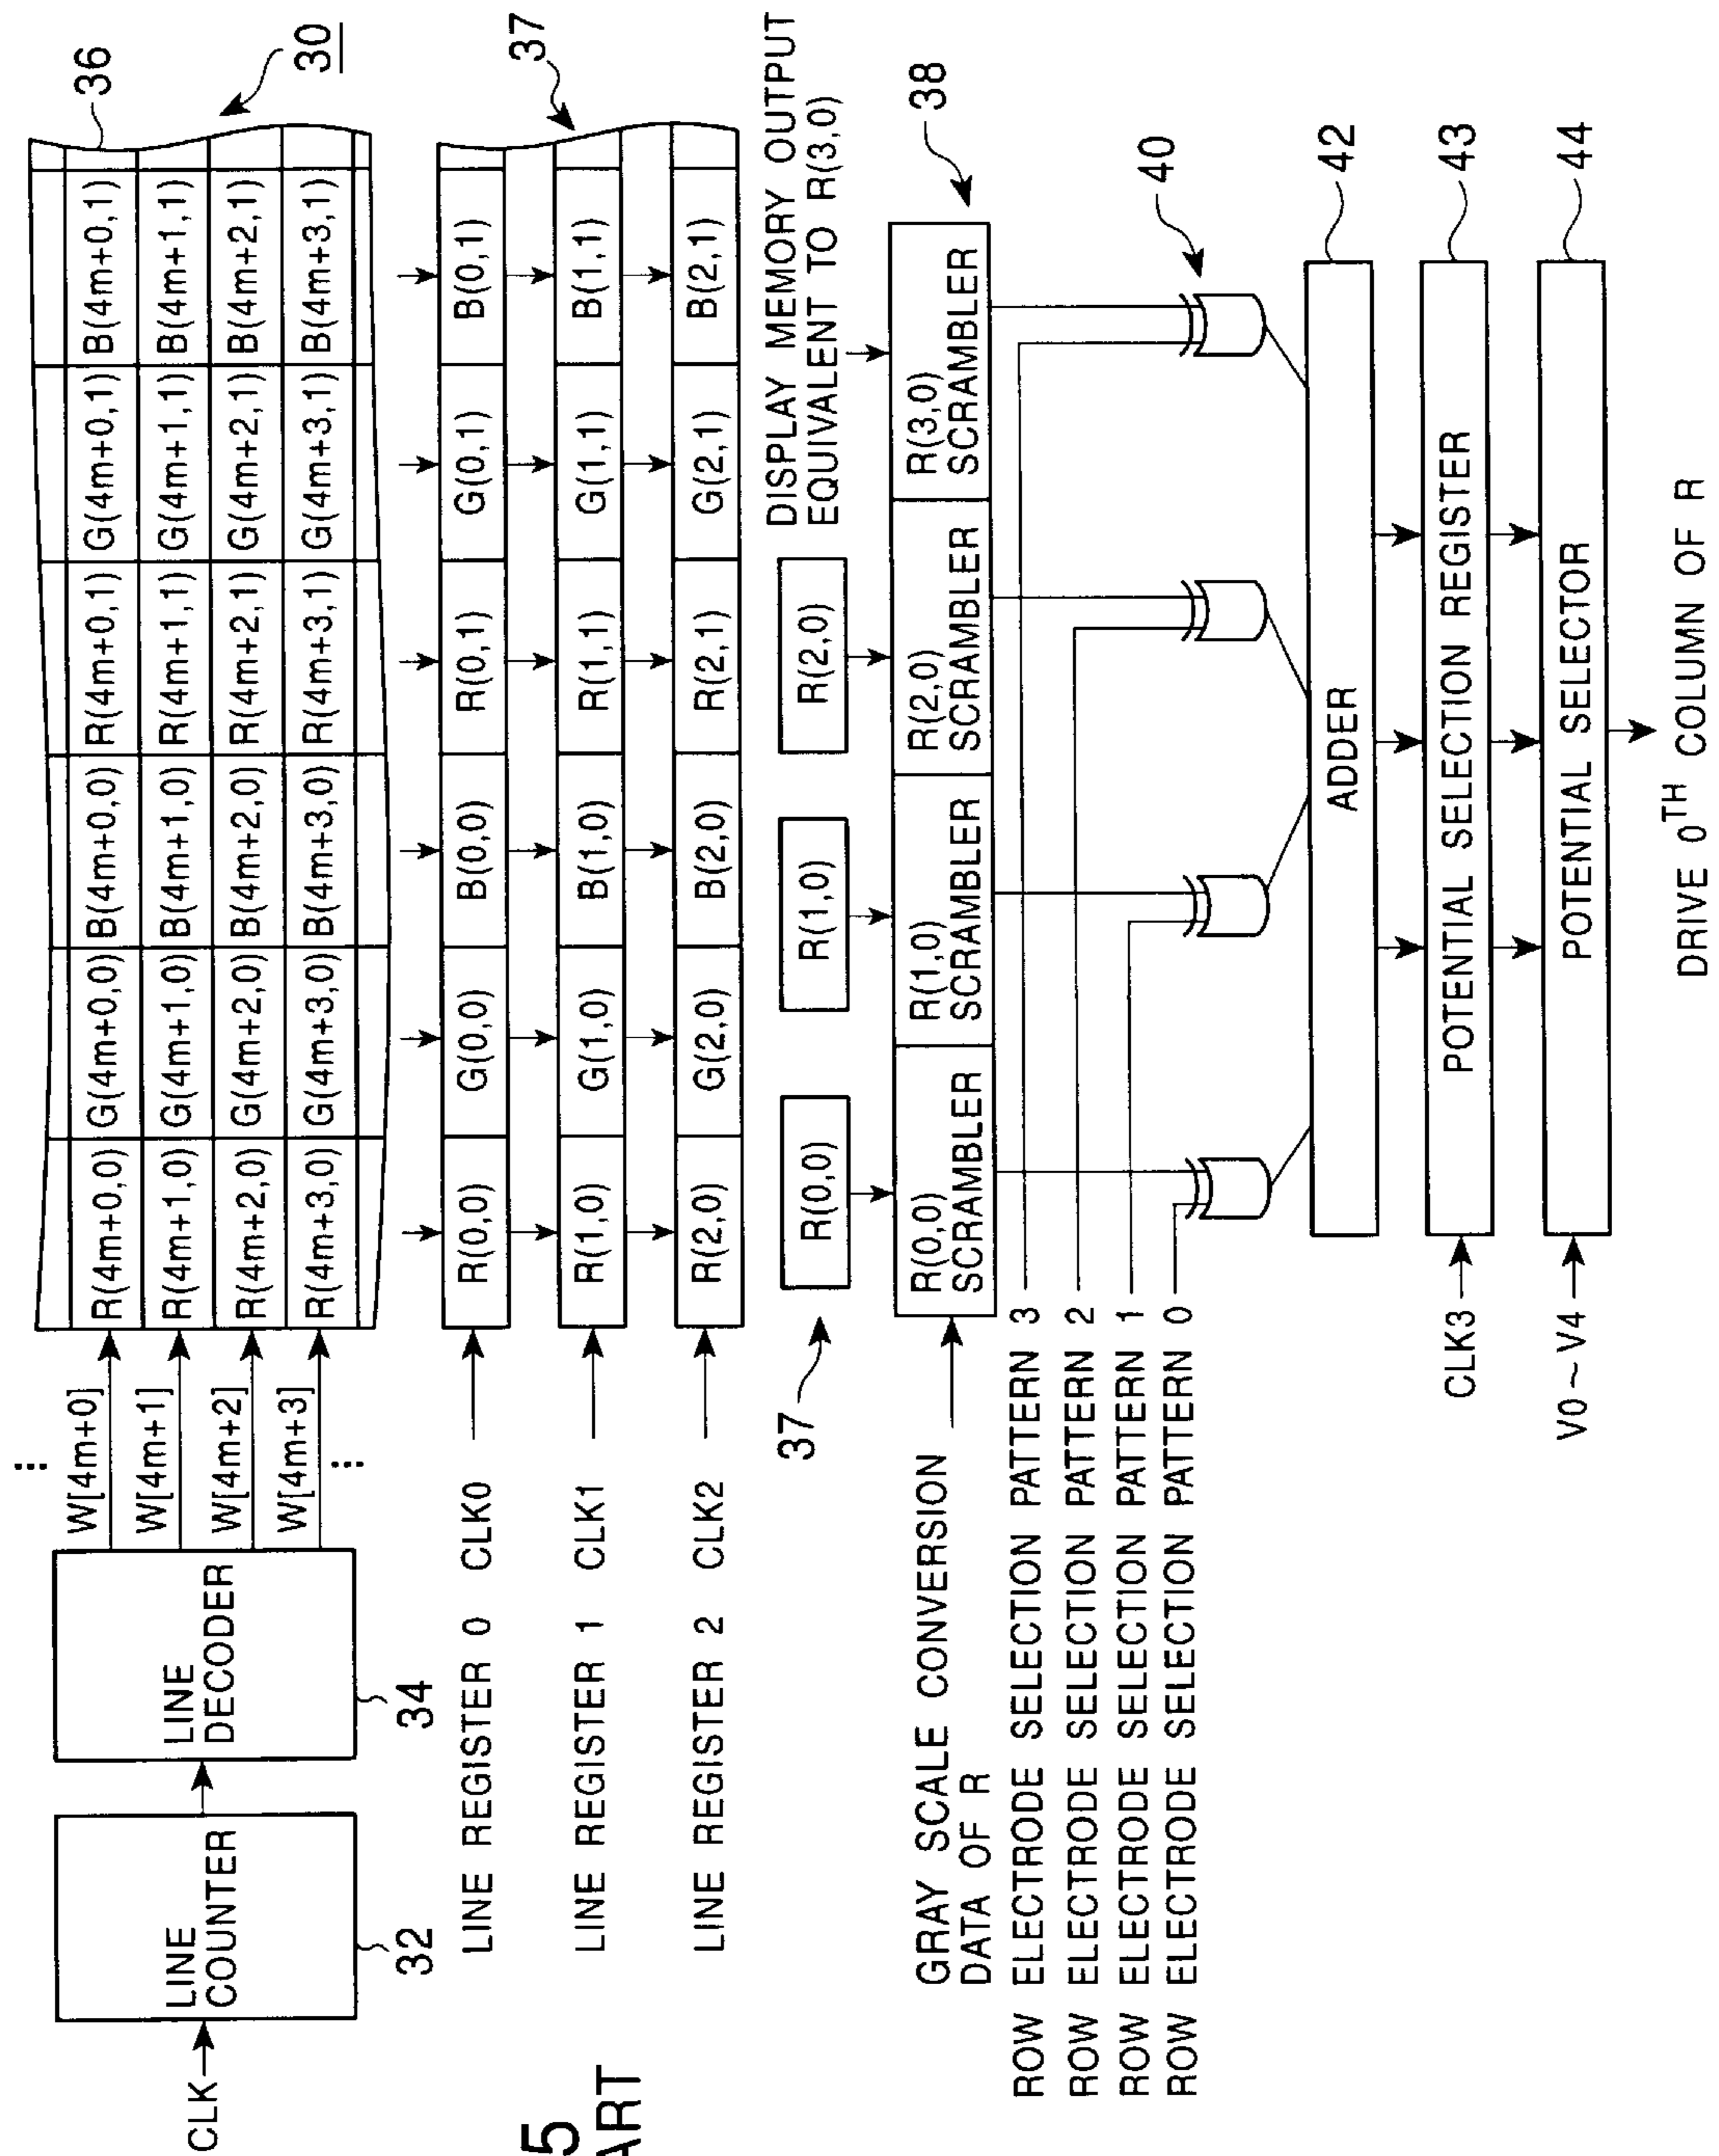 CLK
LINE
COUNTER
32
LINE
DECODER
34
⋮
W[4m+0]
W[4m+1]
W[4m+2]
W[4m+3]
⋮
R(4m+0,0) G(4m+0,0) B(4m+0,0) R(4m+0,1) G(4m+0,1) B(4m+0,1)
R(4m+1,0) G(4m+1,0) B(4m+1,0) R(4m+1,1) G(4m+1,1) B(4m+1,1)
R(4m+2,0) G(4m+2,0) B(4m+2,0) R(4m+2,1) G(4m+2,1) B(4m+2,1)
R(4m+3,0) G(4m+3,0) B(4m+3,0) R(4m+3,1) G(4m+3,1) B(4m+3,1)
36
30
LINE REGISTER 0 CLK0
R(0,0) G(0,0) B(0,0) R(0,1) G(0,1) B(0,1)
37
LINE REGISTER 1 CLK1
R(1,0) G(1,0) B(1,0) R(1,1) G(1,1) B(1,1)
LINE REGISTER 2 CLK2
R(2,0) G(2,0) B(2,0) R(2,1) G(2,1) B(2,1)
5
ART
37
R(0,0) R(1,0) R(2,0)
DISPLAY MEMORY OUTPUT
EQUIVALENT TO R(3,0)
GRAY SCALE CONVERSION
DATA OF R
R(0,0)
SCRAMBLER
R(1,0)
SCRAMBLER
R(2,0)
SCRAMBLER
R(3,0)
SCRAMBLER
38
ROW ELECTRODE SELECTION PATTERN 3
ROW ELECTRODE SELECTION PATTERN 2
ROW ELECTRODE SELECTION PATTERN 1
ROW ELECTRODE SELECTION PATTERN 0
40
ADDER
42
CLK3
POTENTIAL SELECTION REGISTER
43
V0~V4
POTENTIAL SELECTOR
44
DRIVE 0TH COLUMN OF R